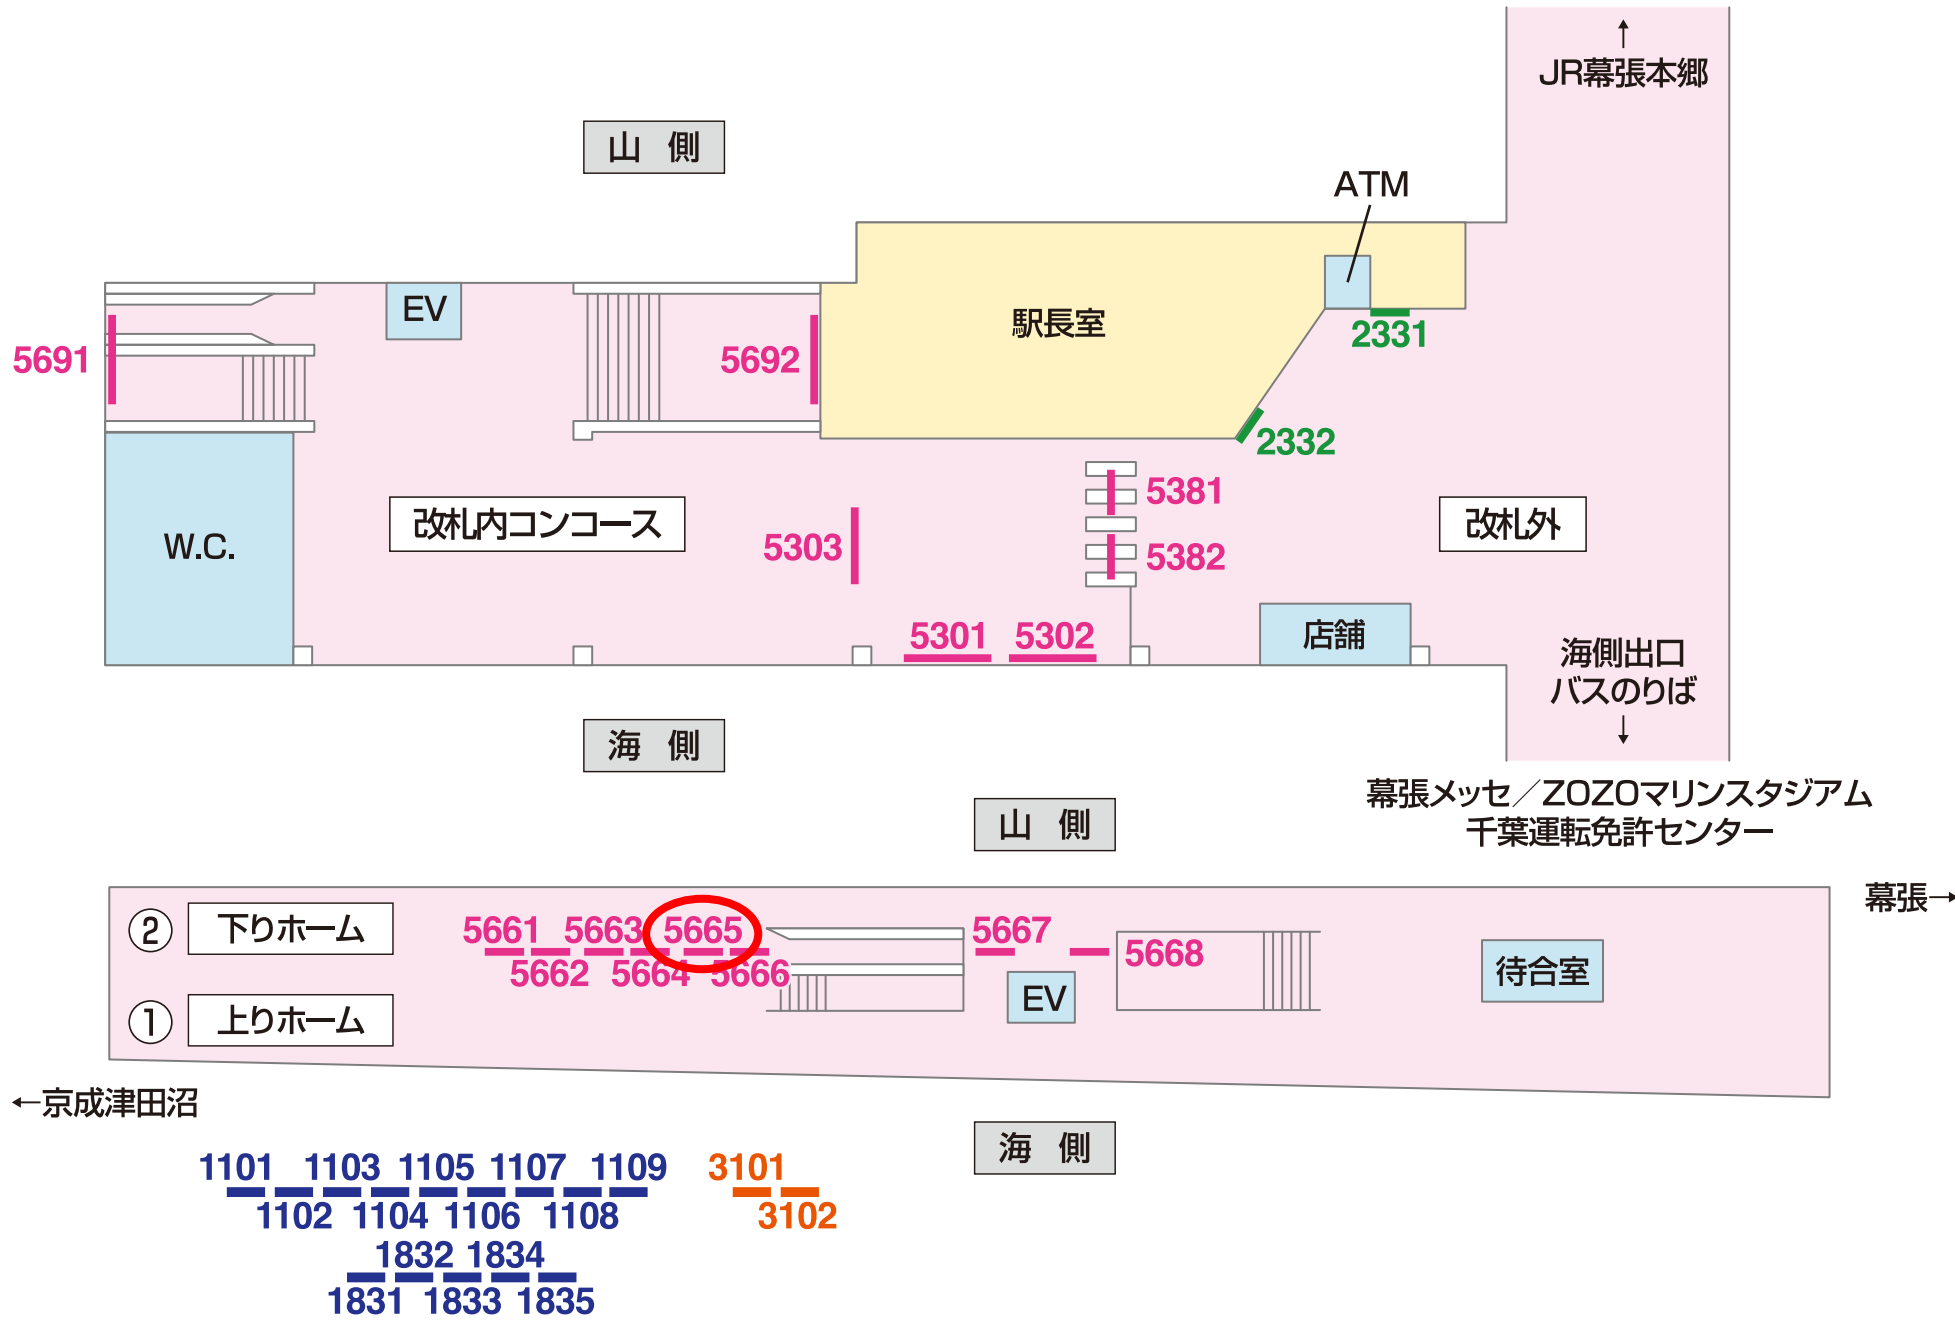 ↑
JR幕張本郷
山 側
ATM
EV
駅長室
2331
5691
5692
2332
5381
改札内コンコース
改札外
W.C.
5303
5382
5301 5302
店舗
海側出口
バスのりば
↓
海 側
幕張メッセ／ZOZOマリンスタジアム
千葉運転免許センター
山 側
幕張→
② 下りホーム
5661 5663 5665 5667
5662 5664 5666 5668
EV
待合室
① 上りホーム
←京成津田沼
海 側
1101 1103 1105 1107 1109 3101
1102 1104 1106 1108 3102
1832 1834
1831 1833 1835